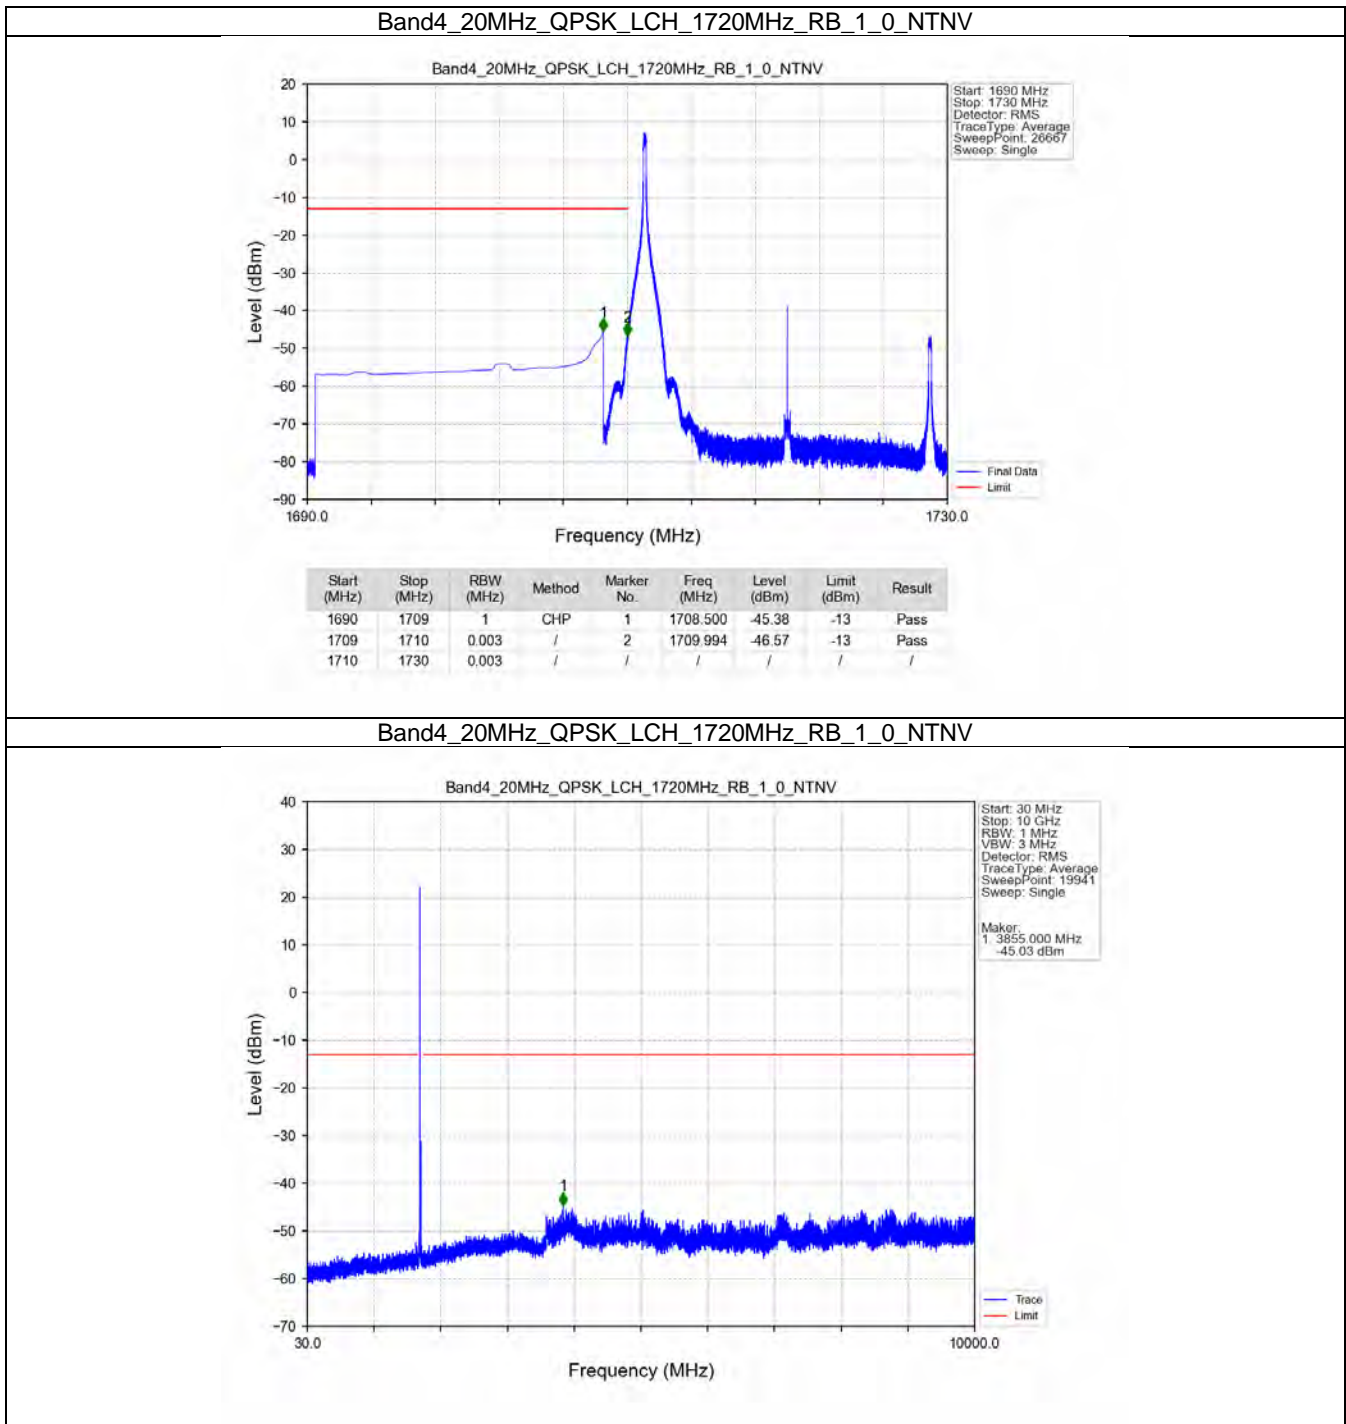 Band4_20MHz_QPSK_LCH_1720MHz_RB_1_0_NTNV
Band4_20MHz_QPSK_LCH_1720MHz_RB_1_0_NTNV
Start: 1690 MHz
Stop: 1730 MHz
Detector: RMS
TraceType: Average
SweepPoint: 26667
Sweep: Single
20
10
0
−10
−20
−30
−40
−50
−60
−70
−80
−90
Level (dBm)
1
2
Final Data
Limit
1690.0
1730.0
Frequency (MHz)
Start (MHz) Stop (MHz) RBW (MHz) Method Marker No. Freq (MHz) Level (dBm) Limit (dBm) Result
1690 1709 1 CHP 1 1708.500 -45.38 -13 Pass
1709 1710 0.003 / 2 1709.994 -46.57 -13 Pass
1710 1730 0.003 / / / / / /
Band4_20MHz_QPSK_LCH_1720MHz_RB_1_0_NTNV
Band4_20MHz_QPSK_LCH_1720MHz_RB_1_0_NTNV
Start: 30 MHz
Stop: 10 GHz
RBW: 1 MHz
VBW: 3 MHz
Detector: RMS
TraceType: Average
SweepPoint: 19941
Sweep: Single
Maker:
1. 3855.000 MHz
-45.03 dBm
40
30
20
10
0
−10
−20
−30
−40
−50
−60
−70
Level (dBm)
1
Trace
Limit
30.0
10000.0
Frequency (MHz)